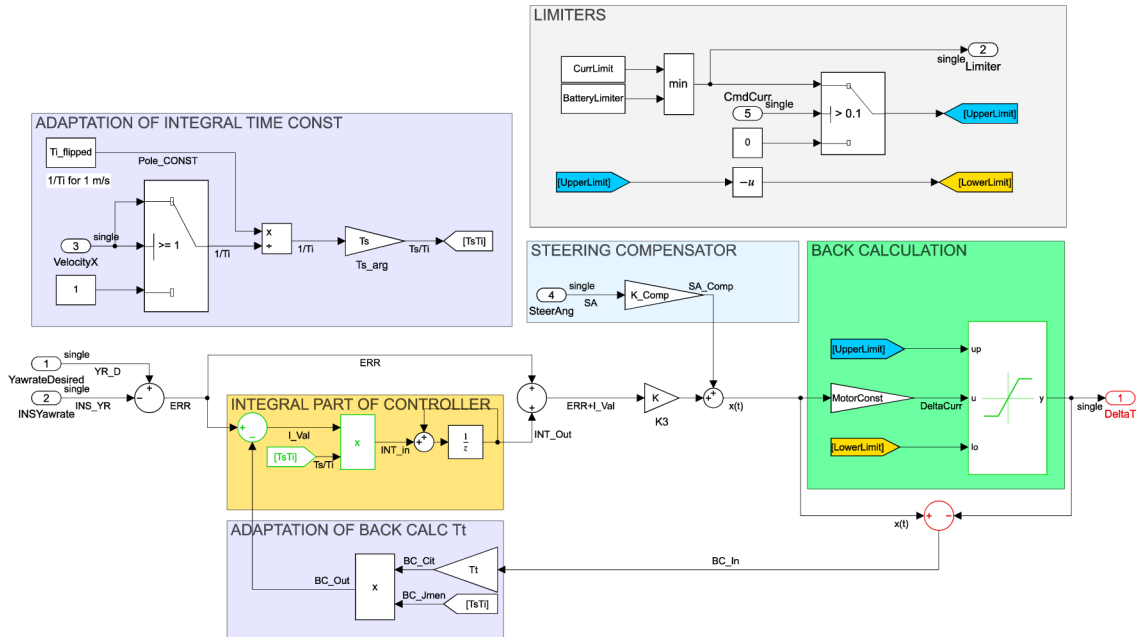 LIMITERS
CurrLimit
BatteryLimiter
min
single
2
Limiter
CmdCurr
5
single
> 0.1
0
[UpperLimit]
[UpperLimit]
−u
[LowerLimit]
ADAPTATION OF INTEGRAL TIME CONST
Ti_flipped
Pole_CONST
1/Ti for 1 m/s
3
single
VelocityX
>= 1
1
1/Ti
x
÷
1/Ti
Ts
Ts_arg
Ts/Ti
[TsTi]
STEERING COMPENSATOR
4
single
SteerAng
SA
K_Comp
SA_Comp
BACK CALCULATION
[UpperLimit]
up
MotorConst
DeltaCurr
u
y
[LowerLimit]
lo
single
1
DeltaT
1
single
YawrateDesired
YR_D
2
single
INSYawrate
INS_YR
+
−
ERR
ERR
+
+
ERR+I_Val
K
K3
+
+
x(t)
INTEGRAL PART OF CONTROLLER
+
−
I_Val
x
[TsTi]
Ts/Ti
INT_in
+
+
1
z
INT_Out
x(t)
+
−
ADAPTATION OF BACK CALC Tt
BC_Out
x
BC_Cit
Tt
BC_In
BC_Jmen
[TsTi]